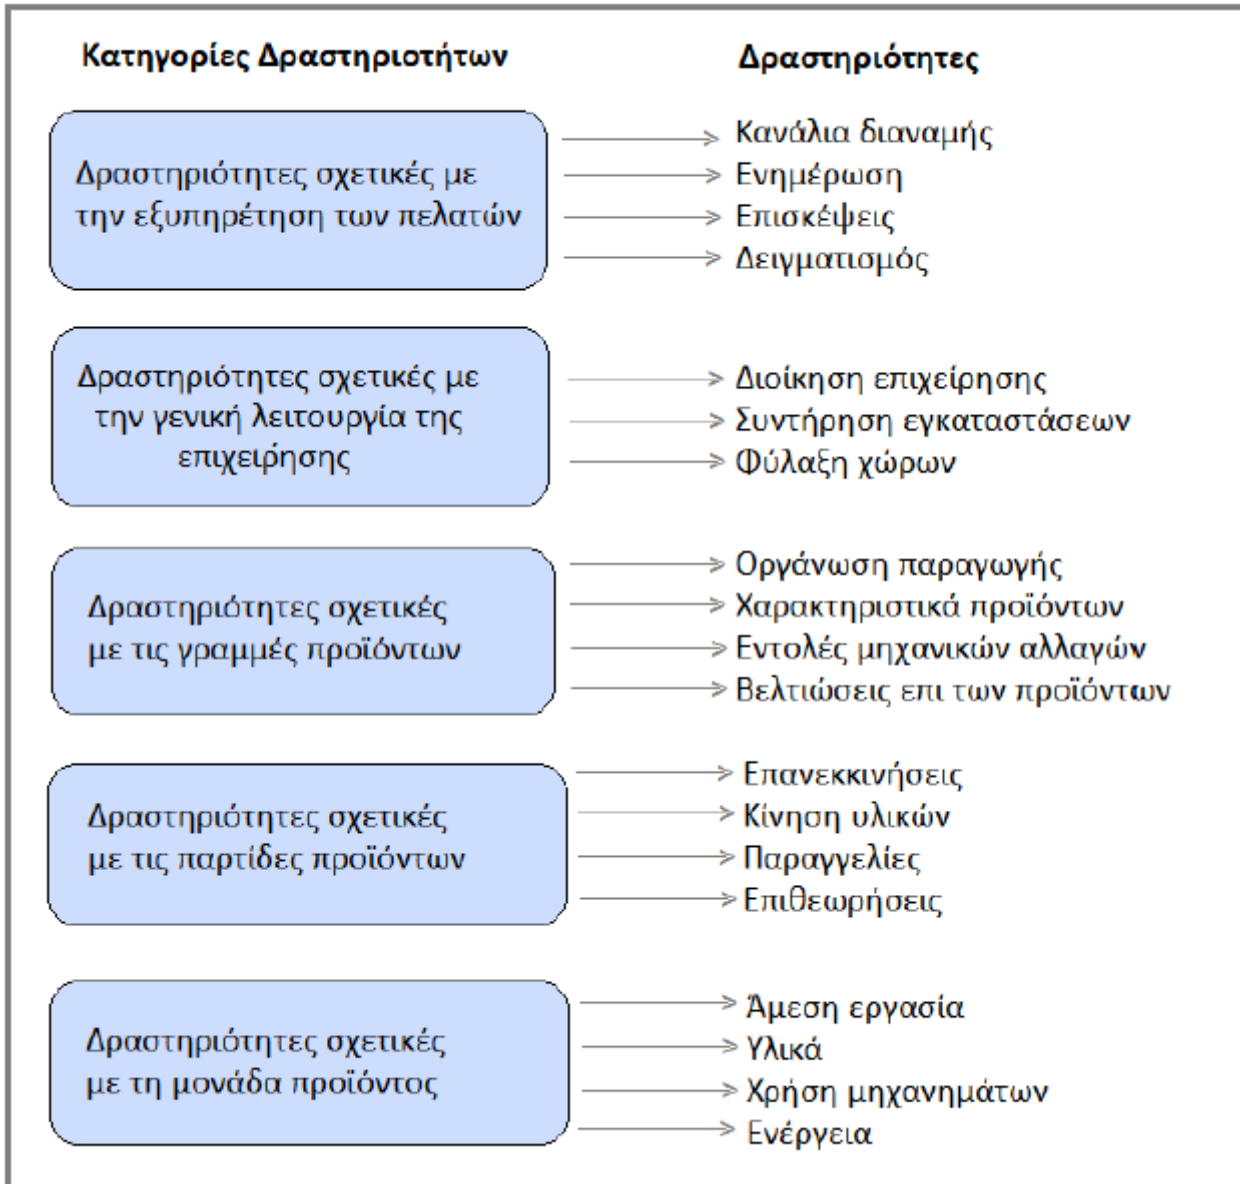 Κατηγορίες Δραστηριοτήτων
Δραστηριότητες
Δραστηριότητες σχετικές με
την εξυπηρέτηση των πελατών
Κανάλια διαναμής
Ενημέρωση
Επισκέψεις
Δειγματισμός
Δραστηριότητες σχετικές με
την γενική λειτουργία της
επιχείρησης
Διοίκηση επιχείρησης
Συντήρηση εγκαταστάσεων
Φύλαξη χώρων
Δραστηριότητες σχετικές
με τις γραμμές προϊόντων
Οργάνωση παραγωγής
Χαρακτηριστικά προϊόντων
Εντολές μηχανικών αλλαγών
Βελτιώσεις επι των προϊόντων
Δραστηριότητες σχετικές
με τις παρτίδες προϊόντων
Επανεκκινήσεις
Κίνηση υλικών
Παραγγελίες
Επιθεωρήσεις
Δραστηριότητες σχετικές
με τη μονάδα προϊόντος
Άμεση εργασία
Υλικά
Χρήση μηχανημάτων
Ενέργεια